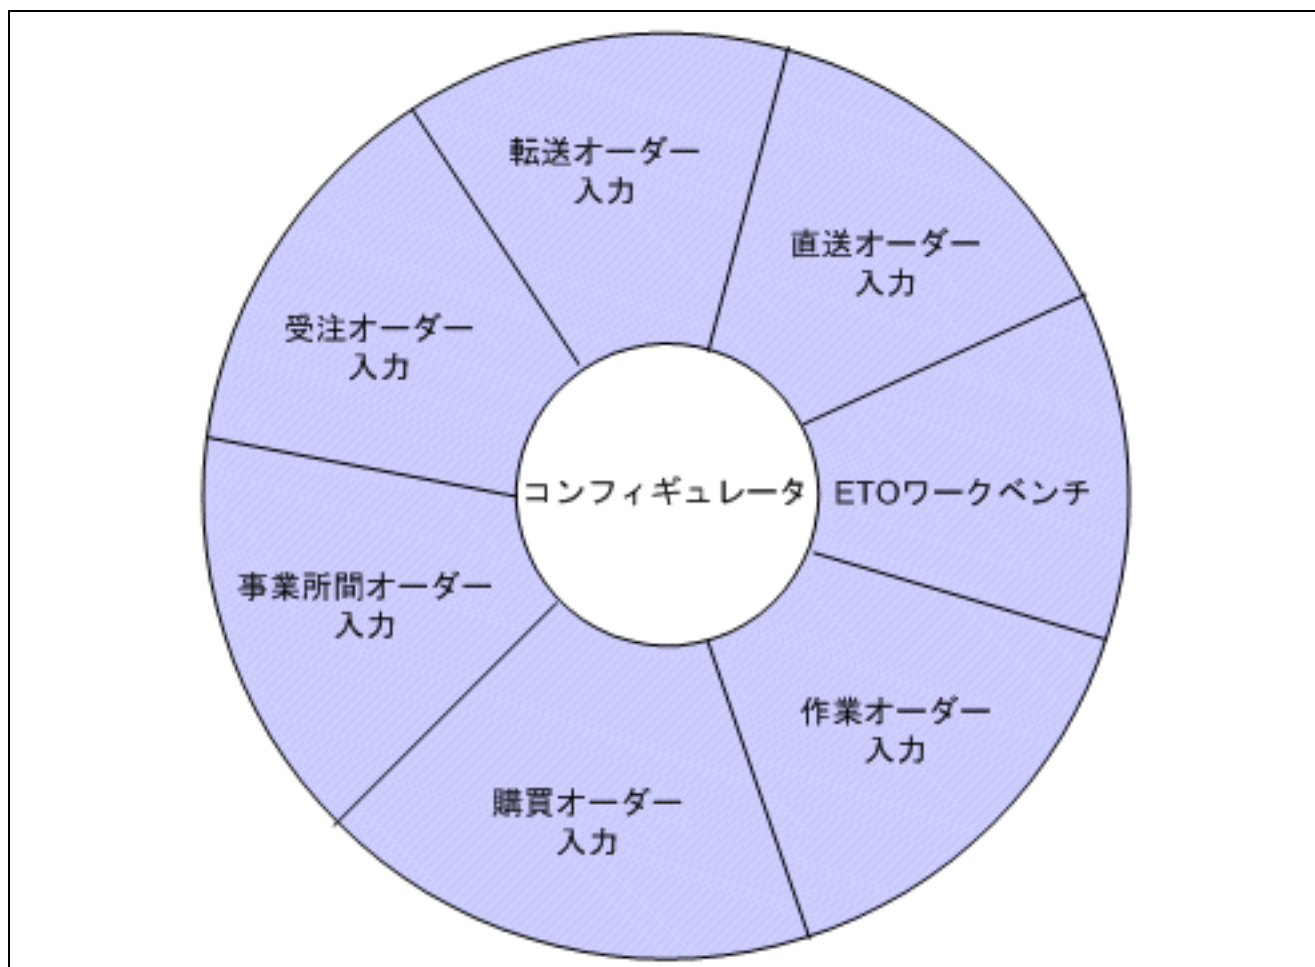 転送オーダー
入力
直送オーダー
入力
受注オーダー
入力
コンフィギュレータ
ETOワークベンチ
事業所間オーダー
入力
作業オーダー
入力
購買オーダー
入力